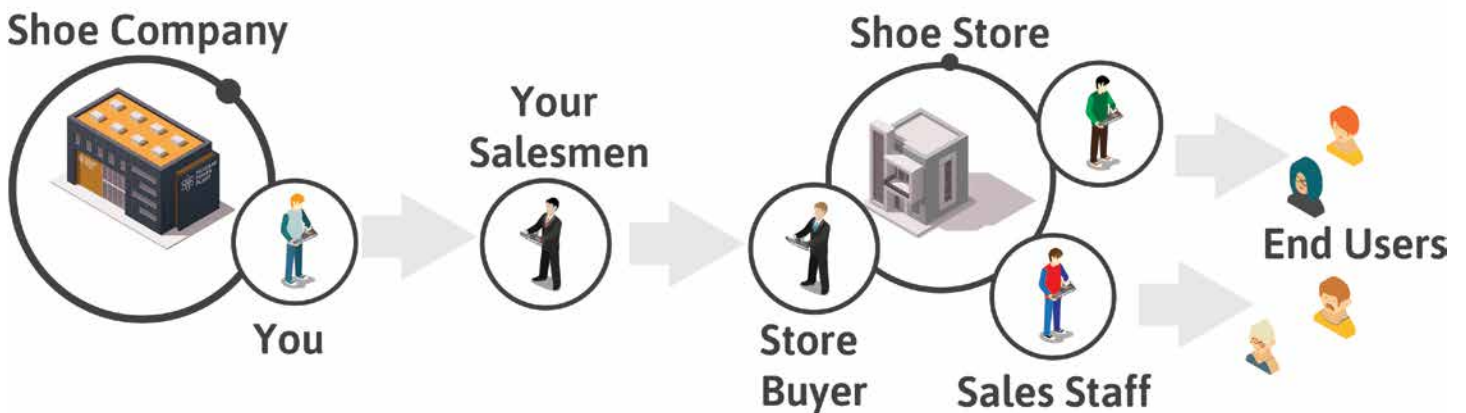 Shoe Company
You
Your
Salesmen
Shoe Store
Store
Buyer
Sales Staff
End Users